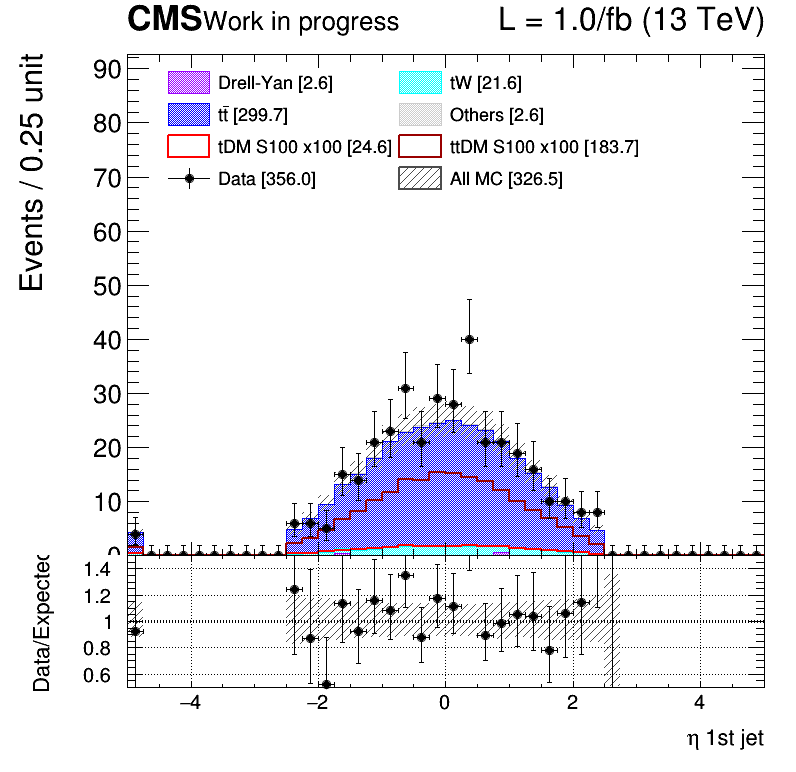 CMS Work in progress L = 1.0/fb (13 TeV)
Events / 0.25 unit
90
80
70
60
50
40
30
20
10
0
Drell-Yan [2.6] tW [21.6]
tt̄ [299.7] Others [2.6]
tDM S100 x100 [24.6] ttDM S100 x100 [183.7]
Data [356.0] All MC [326.5]
Data/Expected
1.4
1.2
1
0.8
0.6
−4 −2 0 2 4
η 1st jet